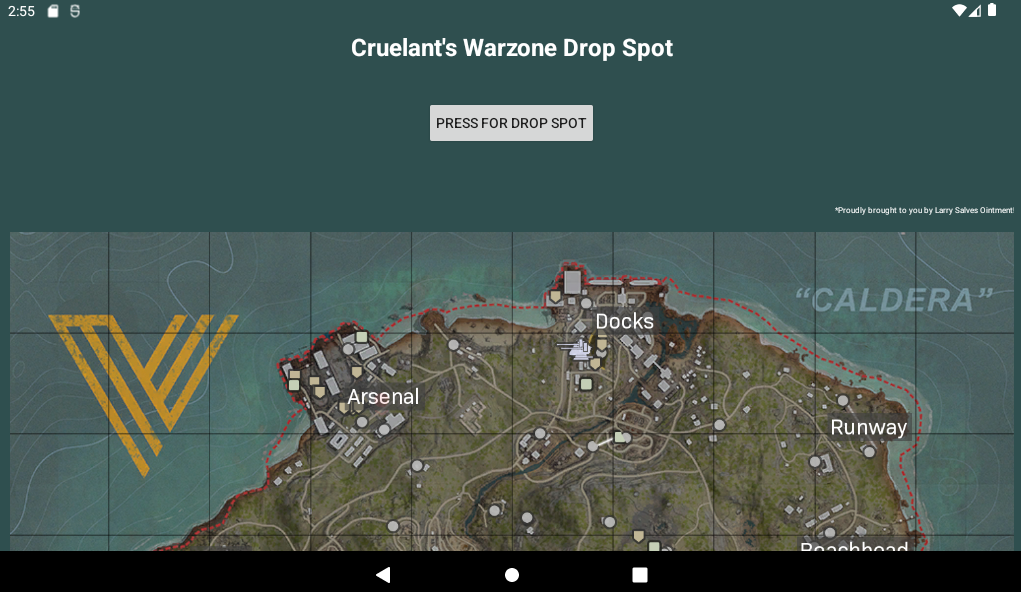 2:55
Cruelant's Warzone Drop Spot
PRESS FOR DROP SPOT
*Proudly brought to you by Larry Salves Ointment!
“CALDERA”
Docks
Arsenal
Runway
Beachhead